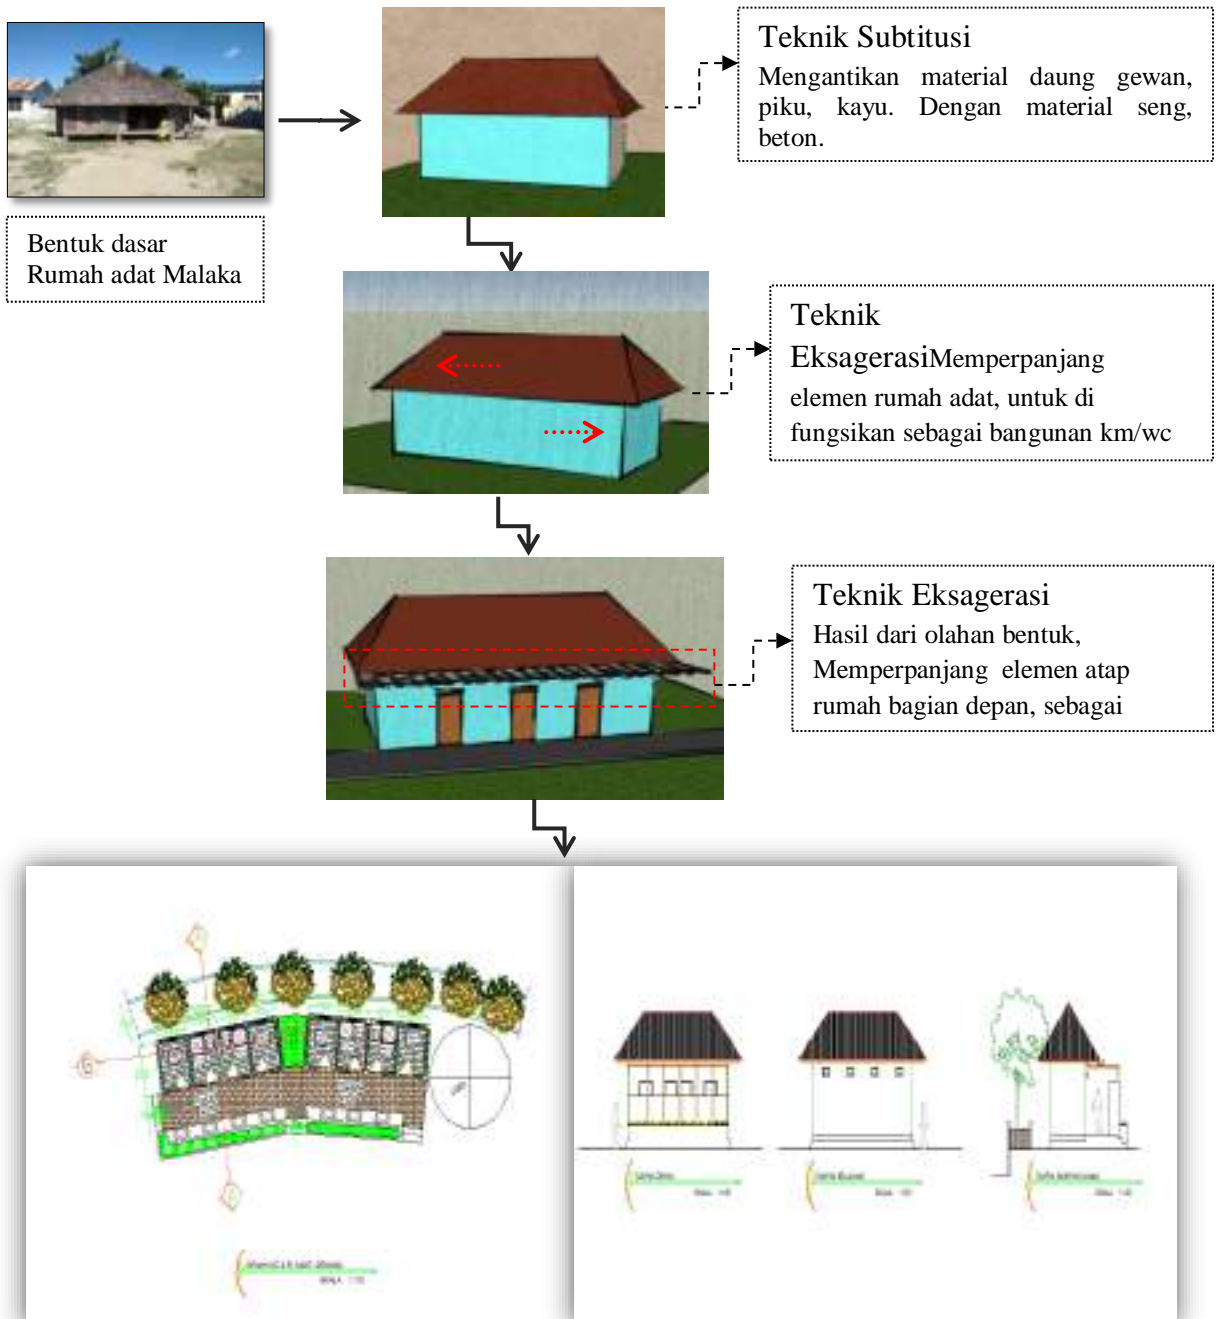 Teknik Subtitusi
Mengantikan material daung gewan,
piku, kayu. Dengan material seng,
beton.
Bentuk dasar
Rumah adat Malaka
Teknik
EksagerasiMemperpanjang
elemen rumah adat, untuk di
fungsikan sebagai bangunan km/wc
Teknik Eksagerasi
Hasil dari olahan bentuk,
Memperpanjang elemen atap
rumah bagian depan, sebagai